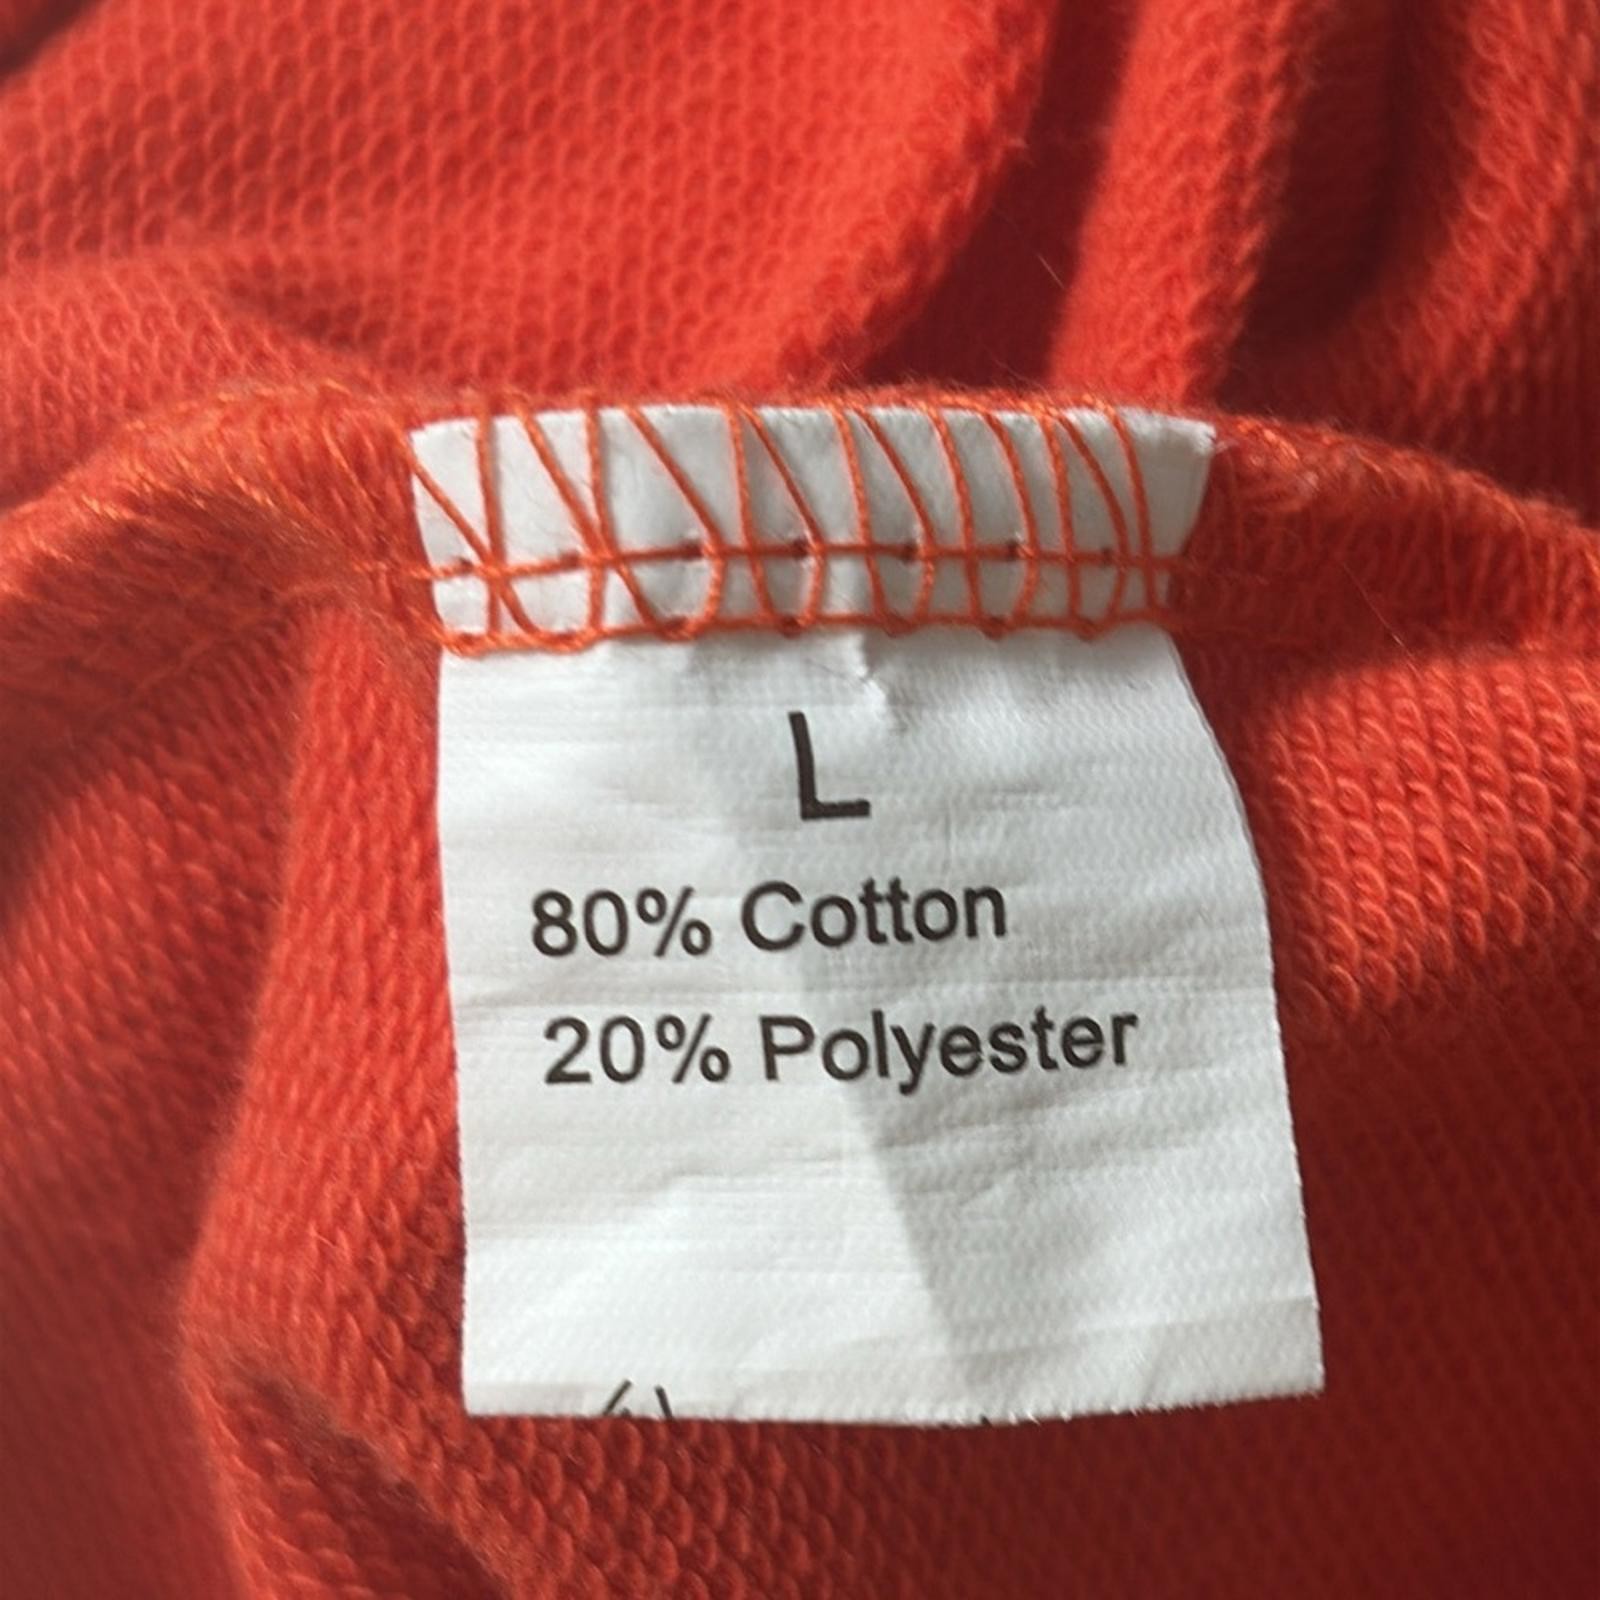 L
80% Cotton
20% Polyester